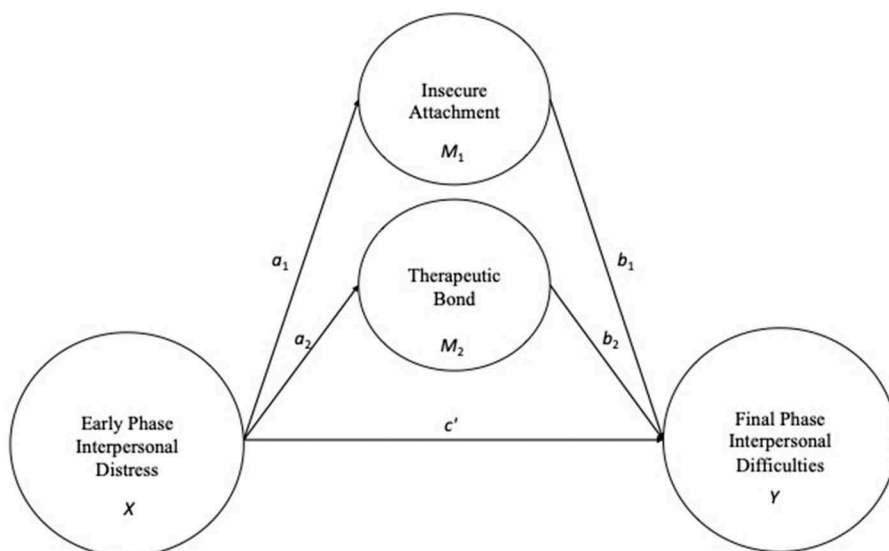 Insecure
Attachment
M₁
a₁
b₁
Therapeutic
Bond
M₂
a₂
b₂
Early Phase
Interpersonal
Distress
X
c'
Final Phase
Interpersonal
Difficulties
Y